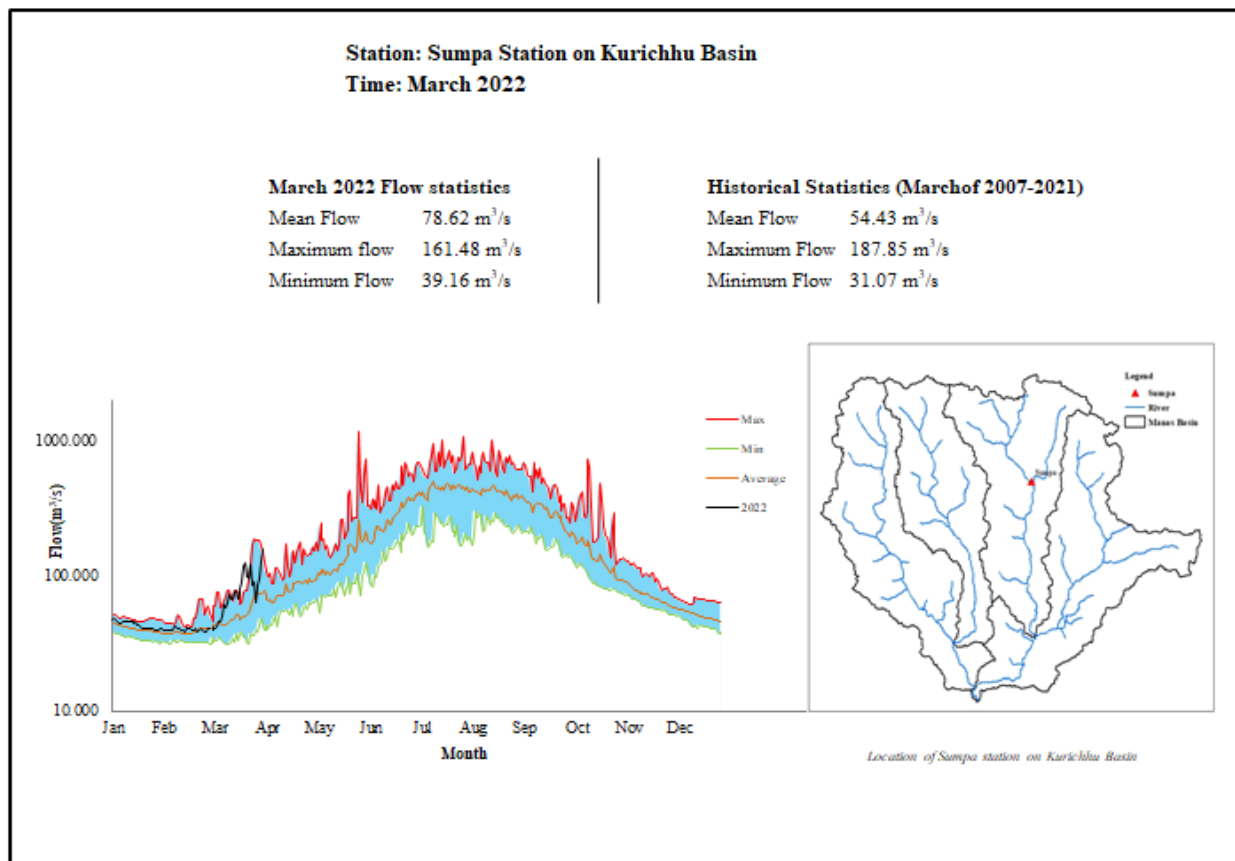 Station: Sumpa Station on Kurichhu Basin
Time: March 2022
March 2022 Flow statistics
Mean Flow 78.62 m³/s
Maximum flow 161.48 m³/s
Minimum Flow 39.16 m³/s
Historical Statistics (Marchof 2007-2021)
Mean Flow 54.43 m³/s
Maximum Flow 187.85 m³/s
Minimum Flow 31.07 m³/s
1000.000
100.000
10.000
Flow(m³/s)
Jan Feb Mar Apr May Jun Jul Aug Sep Oct Nov Dec
Month
Max
Min
Average
2022
Legend
Sumpa
River
Manas Basin
Sumpa
Location of Sumpa station on Kurichhu Basin